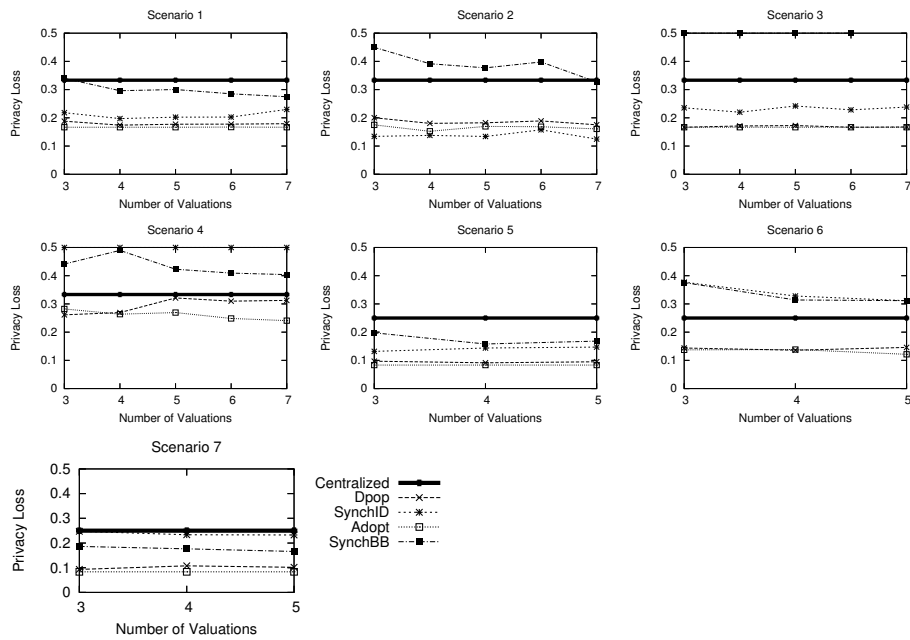 Scenario 1
0.5
0.4
0.3
0.2
0.1
0
Privacy Loss
3 4 5 6 7
Number of Valuations
Scenario 2
0.5
0.4
0.3
0.2
0.1
0
Privacy Loss
3 4 5 6 7
Number of Valuations
Scenario 3
0.5
0.4
0.3
0.2
0.1
0
Privacy Loss
3 4 5 6 7
Number of Valuations
Scenario 4
0.5
0.4
0.3
0.2
0.1
0
Privacy Loss
3 4 5 6 7
Number of Valuations
Scenario 5
0.5
0.4
0.3
0.2
0.1
0
Privacy Loss
3 4 5
Number of Valuations
Scenario 6
0.5
0.4
0.3
0.2
0.1
0
Privacy Loss
3 4 5
Number of Valuations
Scenario 7
0.5
0.4
0.3
0.2
0.1
0
Privacy Loss
3 4 5
Number of Valuations
Centralized
Dpop
SynchID
Adopt
SynchBB